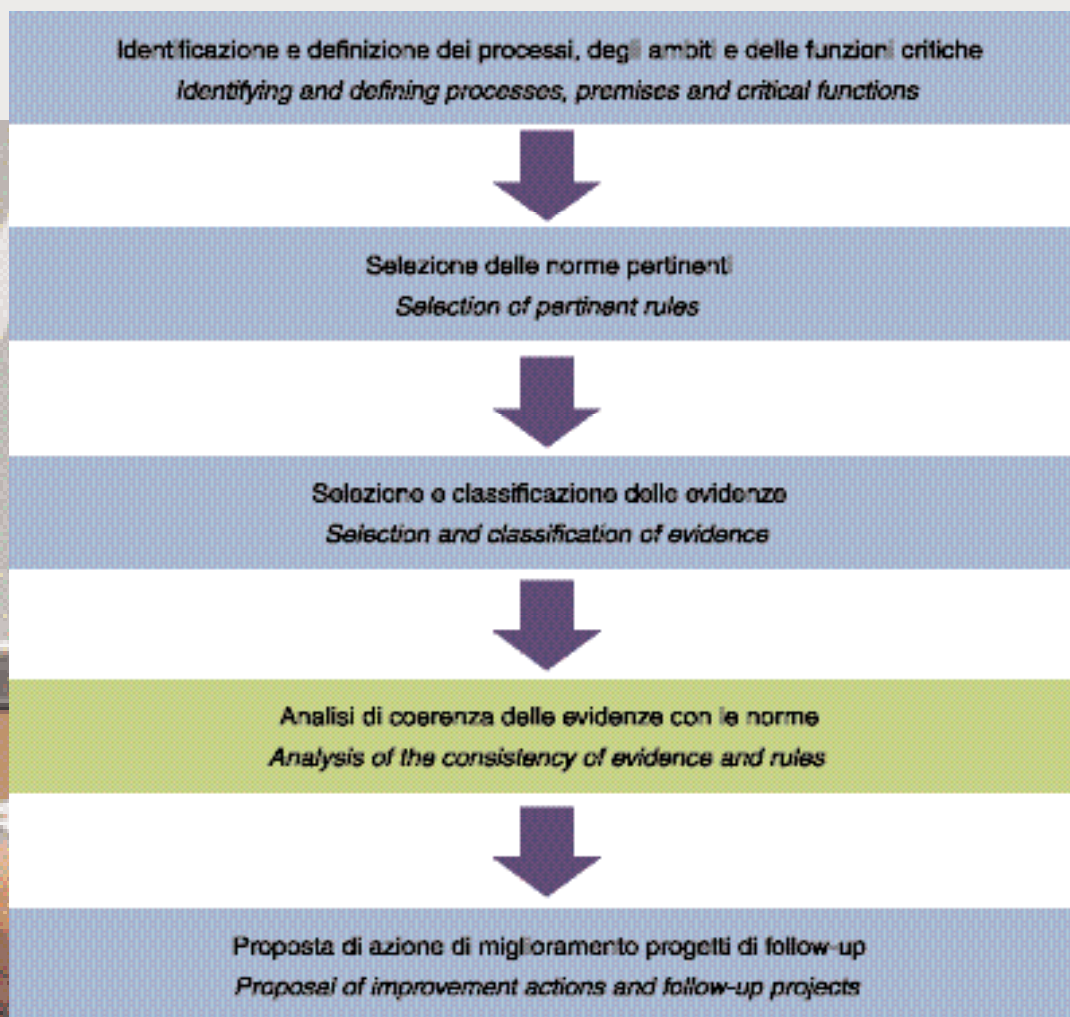 Identificazione e definizione dei processi, degli ambiti e delle funzioni critiche
Identifying and defining processes, premises and critical functions
Selezione delle norme pertinenti
Selection of pertinent rules
Selezione e classificazione delle evidenze
Selection and classification of evidence
Analisi di coerenza delle evidenze con le norme
Analysis of the consistency of evidence and rules
Proposta di azione di miglioramento progetti di follow-up
Proposal of improvement actions and follow-up projects